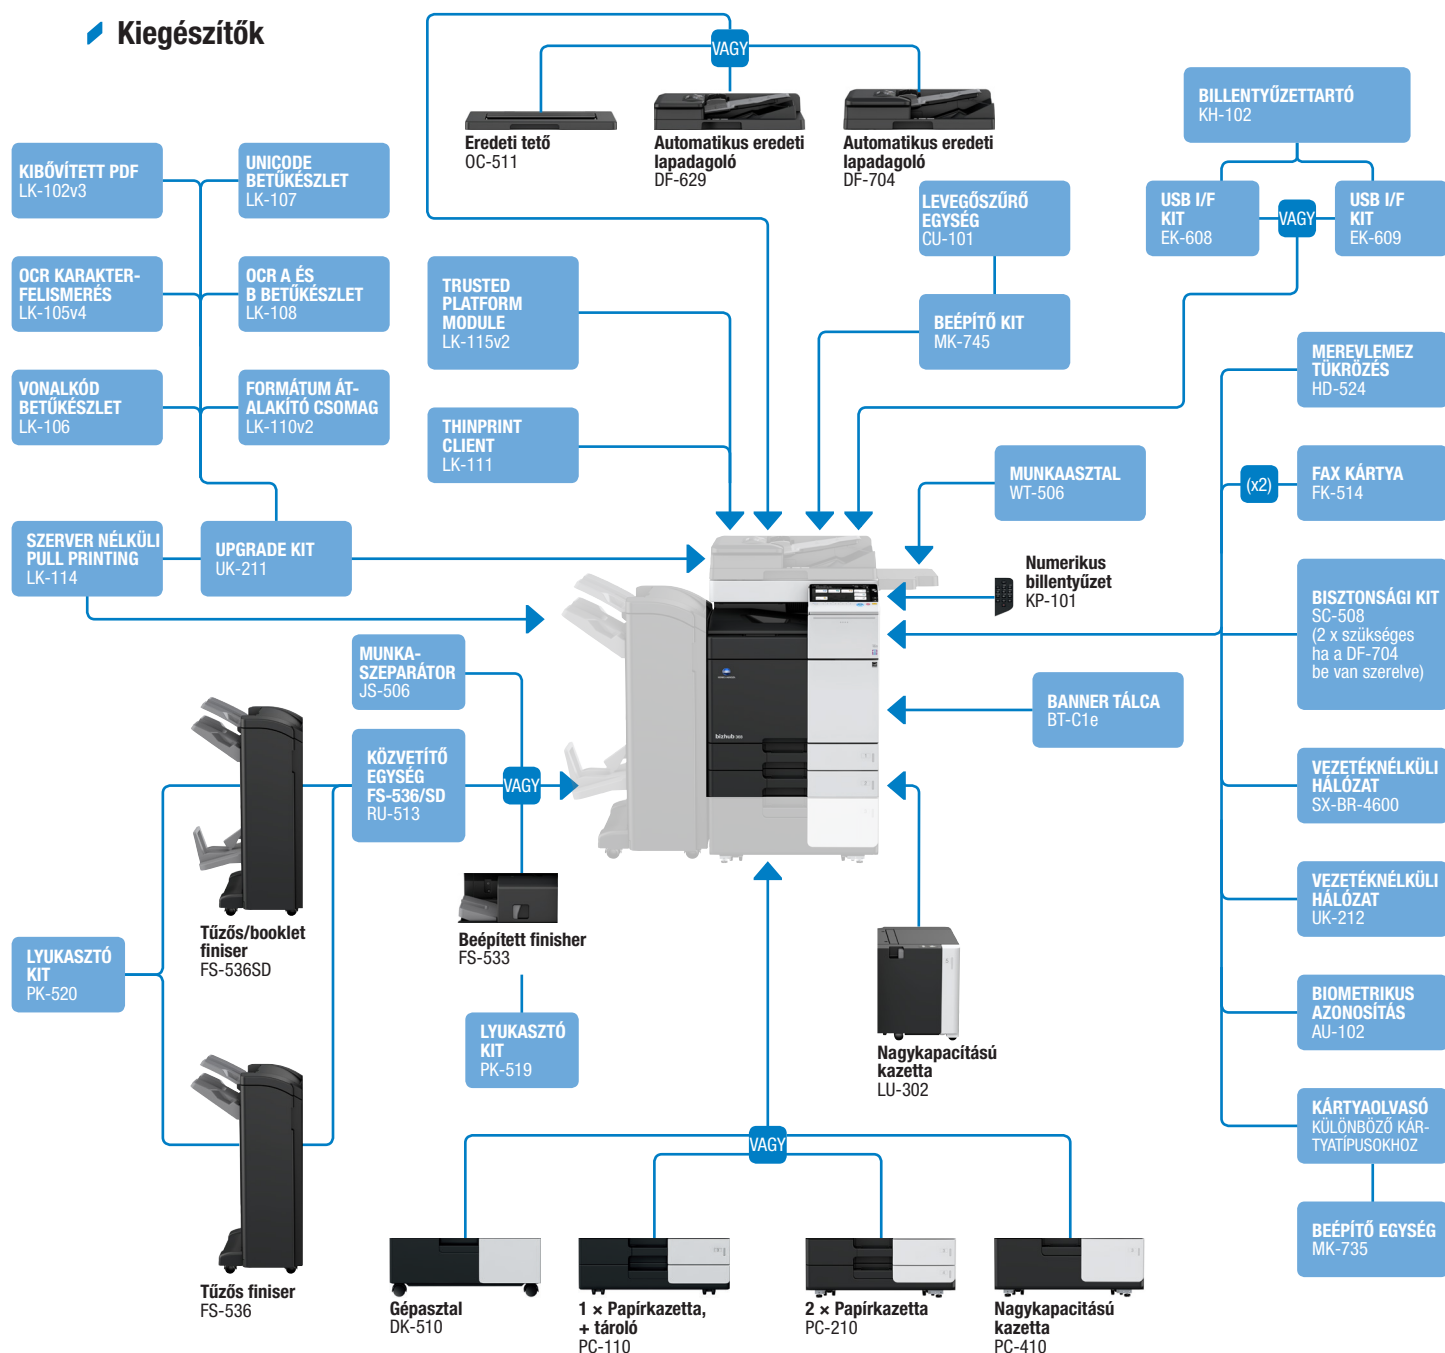 Kiegészítők
VAGY
Eredeti tető
OC-511
Automatikus eredeti
lapadagoló
DF-629
Automatikus eredeti
lapadagoló
DF-704
BILLENTYŰZETTARTÓ
KH-102
USB I/F
KIT
EK-608
VAGY
USB I/F
KIT
EK-609
KIBŐVÍTETT PDF
LK-102v3
UNICODE
BETŰKÉSZLET
LK-107
OCR KARAKTER-
FELISMERÉS
LK-105v4
OCR A ÉS
B BETŰKÉSZLET
LK-108
VONALKÓD
BETŰKÉSZLET
LK-106
FORMÁTUM ÁT-
ALAKÍTÓ CSOMAG
LK-110v2
TRUSTED
PLATFORM
MODULE
LK-115v2
THINPRINT
CLIENT
LK-111
LEVEGŐSZŰRŐ
EGYSÉG
CU-101
BEÉPÍTŐ KIT
MK-745
MEREVLEMEZ
TÜKRÖZÉS
HD-524
MUNKAASZTAL
WT-506
(x2)
FAX KÁRTYA
FK-514
SZERVER NÉLKÜLI
PULL PRINTING
LK-114
UPGRADE KIT
UK-211
Numerikus
billentyűzet
KP-101
BISZTONSÁGI KIT
SC-508
(2 x szükséges
ha a DF-704
be van szerelve)
MUNKA-
SZEPARÁTOR
JS-506
BANNER TÁLCA
BT-C1e
bizhub
KÖZVETÍTŐ
EGYSÉG
FS-536/SD
RU-513
VAGY
VEZETÉKNÉLKÜLI
HÁLÓZAT
SX-BR-4600
VEZETÉKNÉLKÜLI
HÁLÓZAT
UK-212
Tűzős/booklet
finiser
FS-536SD
Beépített finisher
FS-533
LYUKASZTÓ
KIT
PK-520
LYUKASZTÓ
KIT
PK-519
Nagykapacítású
kazetta
LU-302
BIOMETRIKUS
AZONOSÍTÁS
AU-102
KÁRTYAOLVASÓ
KÜLÖNBÖZŐ KÁR-
TYATÍPUSOKHOZ
VAGY
BEÉPÍTŐ EGYSÉG
MK-735
Tűzős finiser
FS-536
Gépasztal
DK-510
1 × Papírkazetta,
+ tároló
PC-110
2 × Papírkazetta
PC-210
Nagykapacitású
kazetta
PC-410